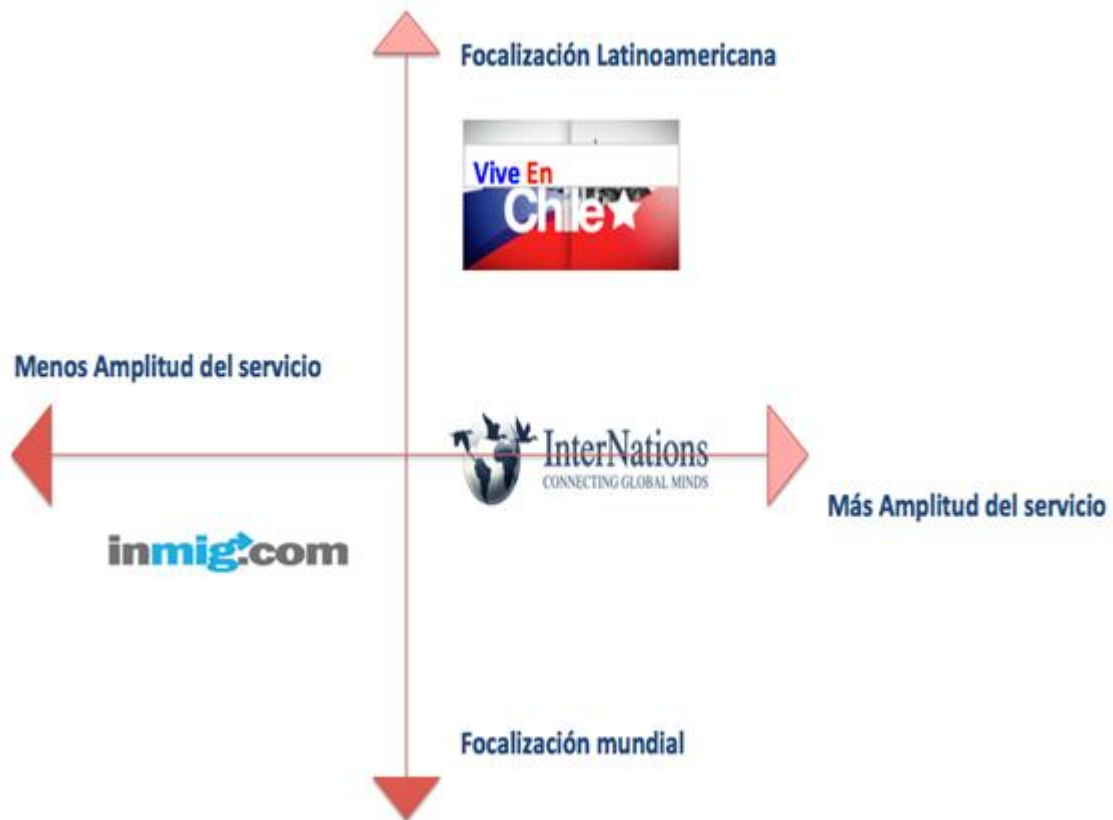 Focalización Latinoamericana
Vive En
Chile
Menos Amplitud del servicio
InterNations
CONNECTING GLOBAL MINDS
Más Amplitud del servicio
inmig.com
Focalización mundial